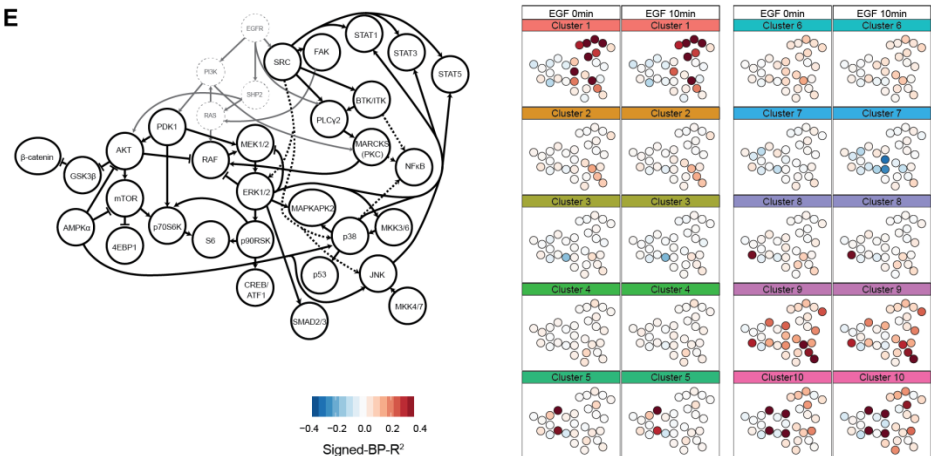 E
EGFR
PI3K
SHP2
RAS
FAK
STAT1
STAT3
STAT5
SRC
BTK/ITK
PLCγ2
MARCKS
(PKC)
NFκB
PDK1
MEK1/2
AKT
RAF
β-catenin
GSK3β
ERK1/2
mTOR
MAPKAPK2
AMPKα
p70S6K
S6
p90RSK
p38
MKK3/6
4EBP1
p53
JNK
CREB/
ATF1
SMAD2/3
MKK4/7
−0.4
−0.2
0.0
0.2
0.4
Signed-BP-R²
EGF 0min EGF 10min
Cluster 1 Cluster 1
Cluster 2 Cluster 2
Cluster 3 Cluster 3
Cluster 4 Cluster 4
Cluster 5 Cluster 5
EGF 0min EGF 10min
Cluster 6 Cluster 6
Cluster 7 Cluster 7
Cluster 8 Cluster 8
Cluster 9 Cluster 9
Cluster10 Cluster 10